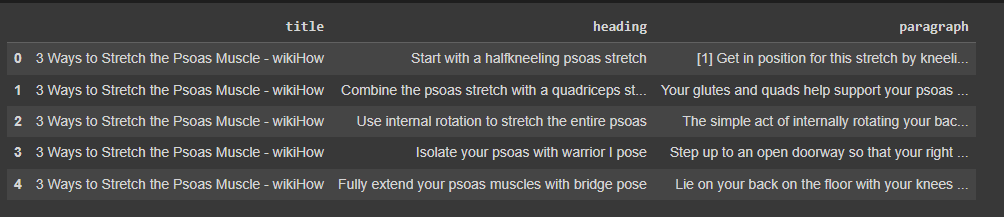 title heading paragraph
0 3 Ways to Stretch the Psoas Muscle - wikiHow Start with a halfkneeling psoas stretch [1] Get in position for this stretch by kneeli...
1 3 Ways to Stretch the Psoas Muscle - wikiHow Combine the psoas stretch with a quadriceps st... Your glutes and quads help support your psoas ...
2 3 Ways to Stretch the Psoas Muscle - wikiHow Use internal rotation to stretch the entire psoas The simple act of internally rotating your bac...
3 3 Ways to Stretch the Psoas Muscle - wikiHow Isolate your psoas with warrior I pose Step up to an open doorway so that your right ...
4 3 Ways to Stretch the Psoas Muscle - wikiHow Fully extend your psoas muscles with bridge pose Lie on your back on the floor with your knees ...